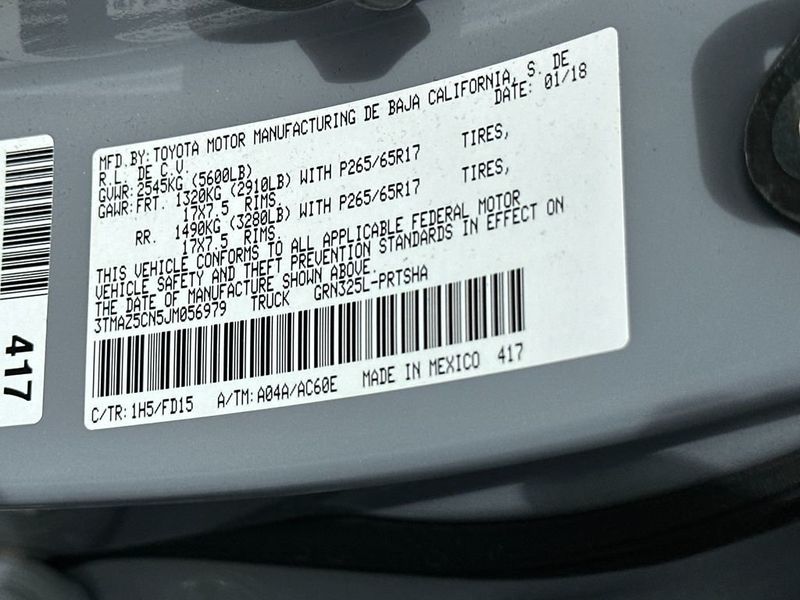 MFD.BY:TOYOTA MOTOR MANUFACTURING DE BAJA CALIFORNIA, S. DE
R.L. DE C.V. DATE: 01/18
GVWR:2545KG (5600LB)
GAWR:FRT. 1320KG (2910LB) WITH P265/65R17 TIRES,
17X7.5 RIMS.
RR. 1490KG (3280LB) WITH P265/65R17 TIRES,
17X7.5 RIMS.
THIS VEHICLE CONFORMS TO ALL APPLICABLE FEDERAL MOTOR
VEHICLE SAFETY AND THEFT PREVENTION STANDARDS IN EFFECT ON
THE DATE OF MANUFACTURE SHOWN ABOVE.
3TMAZ5CN5JM056979 TRUCK GRN325L-PRTSHA
C/TR:1H5/FD15 A/TM:A04A/AC60E MADE IN MEXICO 417
417